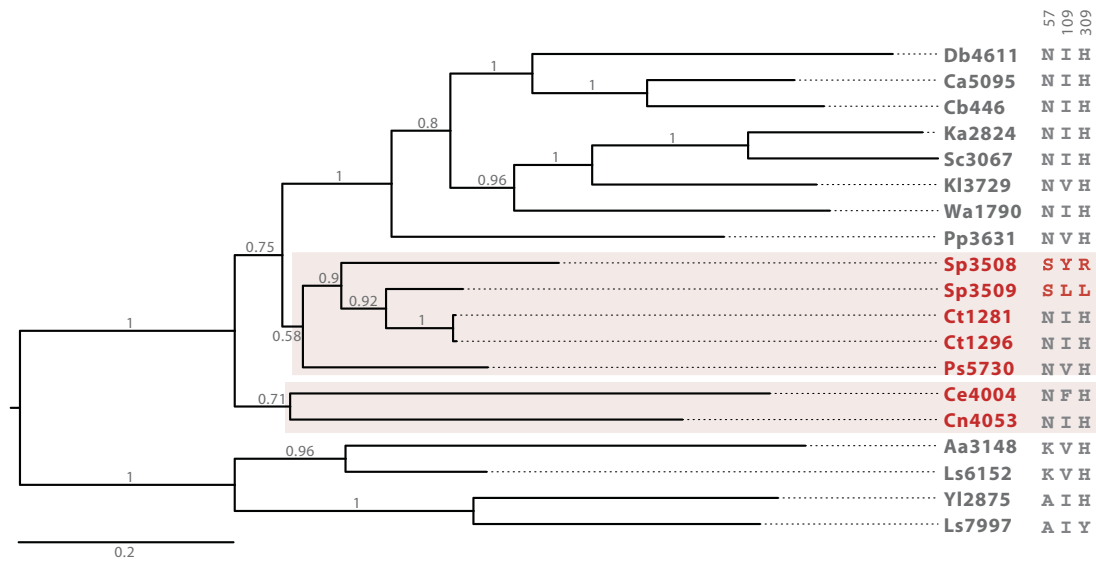 57 109 309
Db4611 N I H
1
Ca5095 N I H
1
Cb446 N I H
0.8
Ka2824 N I H
1
Sc3067 N I H
1
Kl3729 N V H
1
0.96
Wa1790 N I H
Pp3631 N V H
0.75
Sp3508 S Y R
0.9
Sp3509 S L L
0.92
Ct1281 N I H
1
1
0.58
Ct1296 N I H
Ps5730 N V H
0.71
Ce4004 N F H
Cn4053 N I H
0.96
Aa3148 K V H
1
Ls6152 K V H
1
Yl2875 A I H
Ls7997 A I Y
0.2